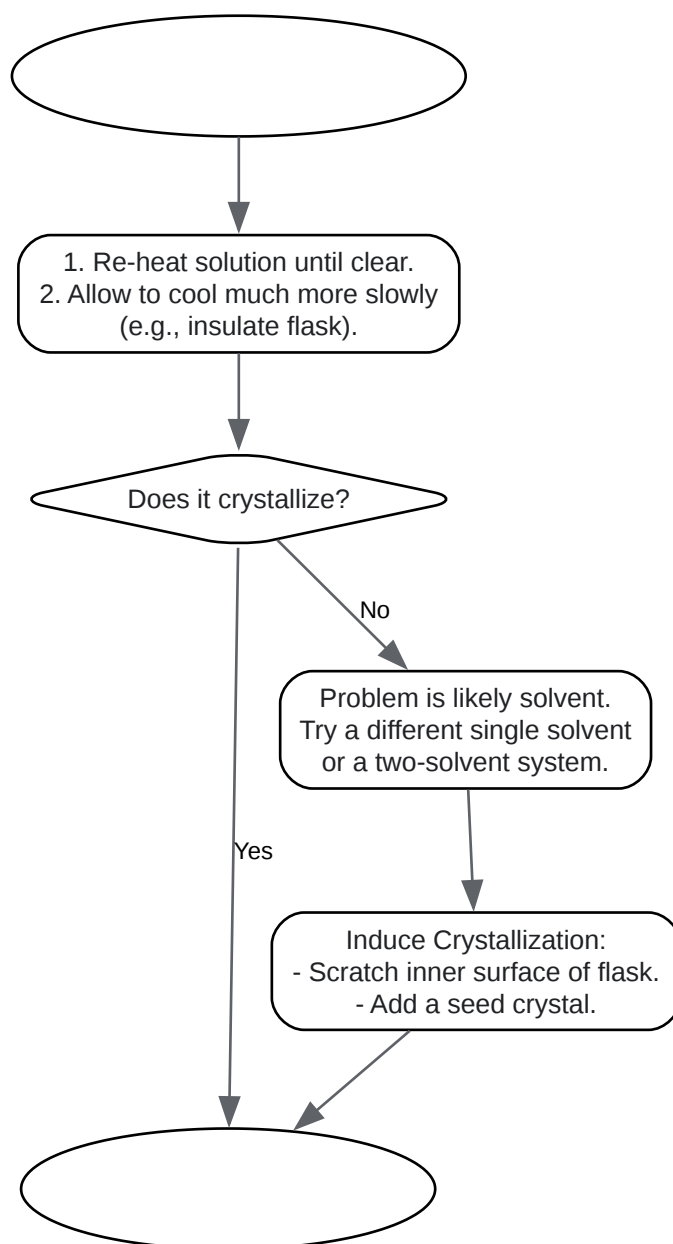 1. Re-heat solution until clear.
2. Allow to cool much more slowly
(e.g., insulate flask).
Does it crystallize?
No
Problem is likely solvent.
Try a different single solvent
or a two-solvent system.
Yes
Induce Crystallization:
- Scratch inner surface of flask.
- Add a seed crystal.